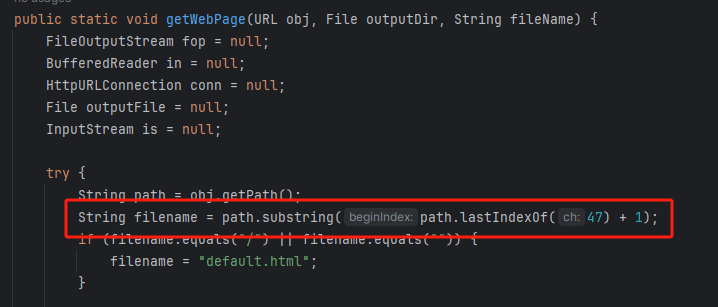 public static void getWebPage(URL obj, File outputDir, String fileName) {
FileOutputStream fop = null;
BufferedReader in = null;
HttpURLConnection conn = null;
File outputFile = null;
InputStream is = null;
try {
String path = obj.getPath();
String filename = path.substring( beginIndex: path.lastIndexOf( ch: 47) + 1);
if (filename.equals("/") || filename.equals("")) {
filename = "default.html";
}